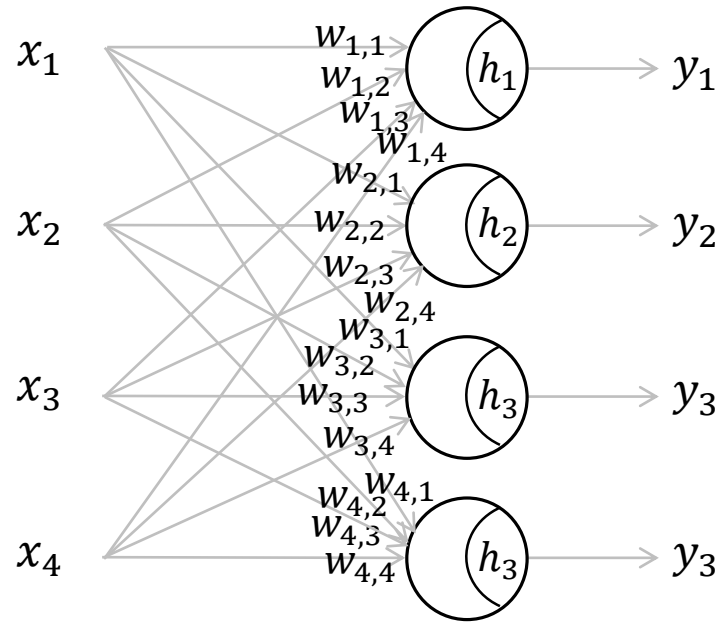 x₁ w₁,₁ h₁ y₁
w₁,₂
w₁,₃
w₁,₄
w₂,₁
x₂ w₂,₂ h₂ y₂
w₂,₃
w₂,₄
w₃,₁
w₃,₂
x₃ w₃,₃ h₃ y₃
w₃,₄
w₄,₁
w₄,₂
w₄,₃
x₄ w₄,₄ h₃ y₃